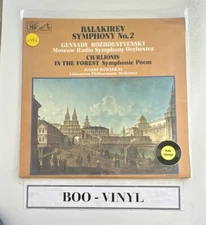 BALAKIREV
SYMPHONY No. 2
GENNADY ROZHDESTVENSKY
Moscow Radio Symphony Orchestra
CIURLIONIS
IN THE FOREST Symphonic Poem
Lithuanian Philharmonic Orchestra
BOO - VINYL